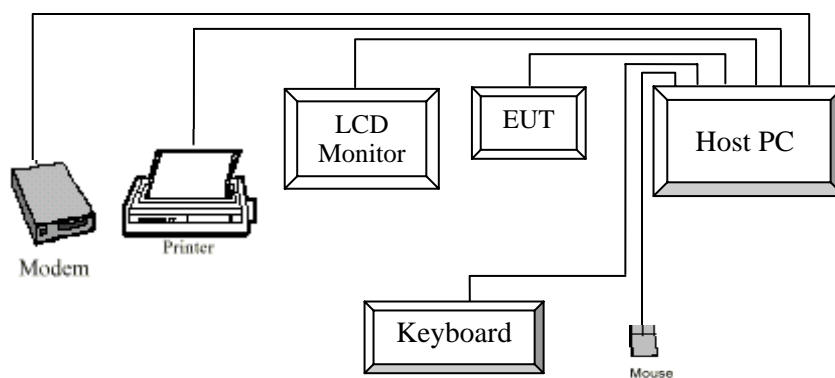 LCD
Monitor
EUT
Host PC
Modem
Printer
Keyboard
Mouse